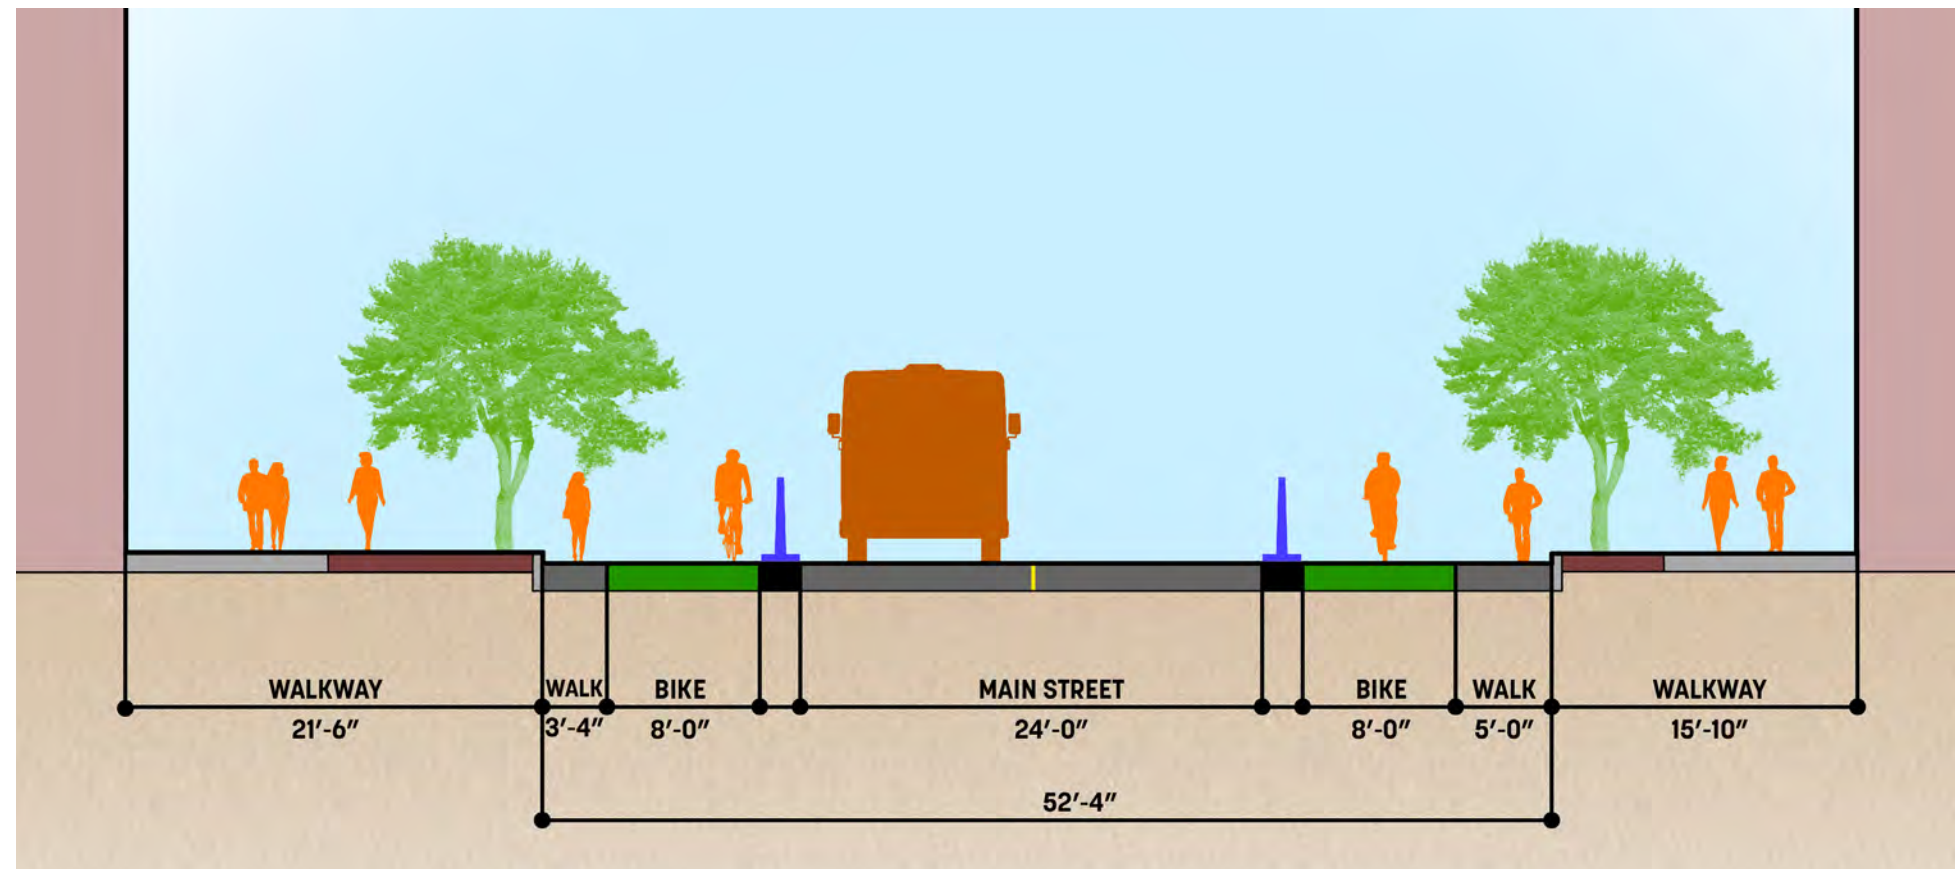 WALKWAY WALK BIKE MAIN STREET BIKE WALK WALKWAY
21′-6″ 3′-4″ 8′-0″ 24′-0″ 8′-0″ 5′-0″ 15′-10″
52′-4″